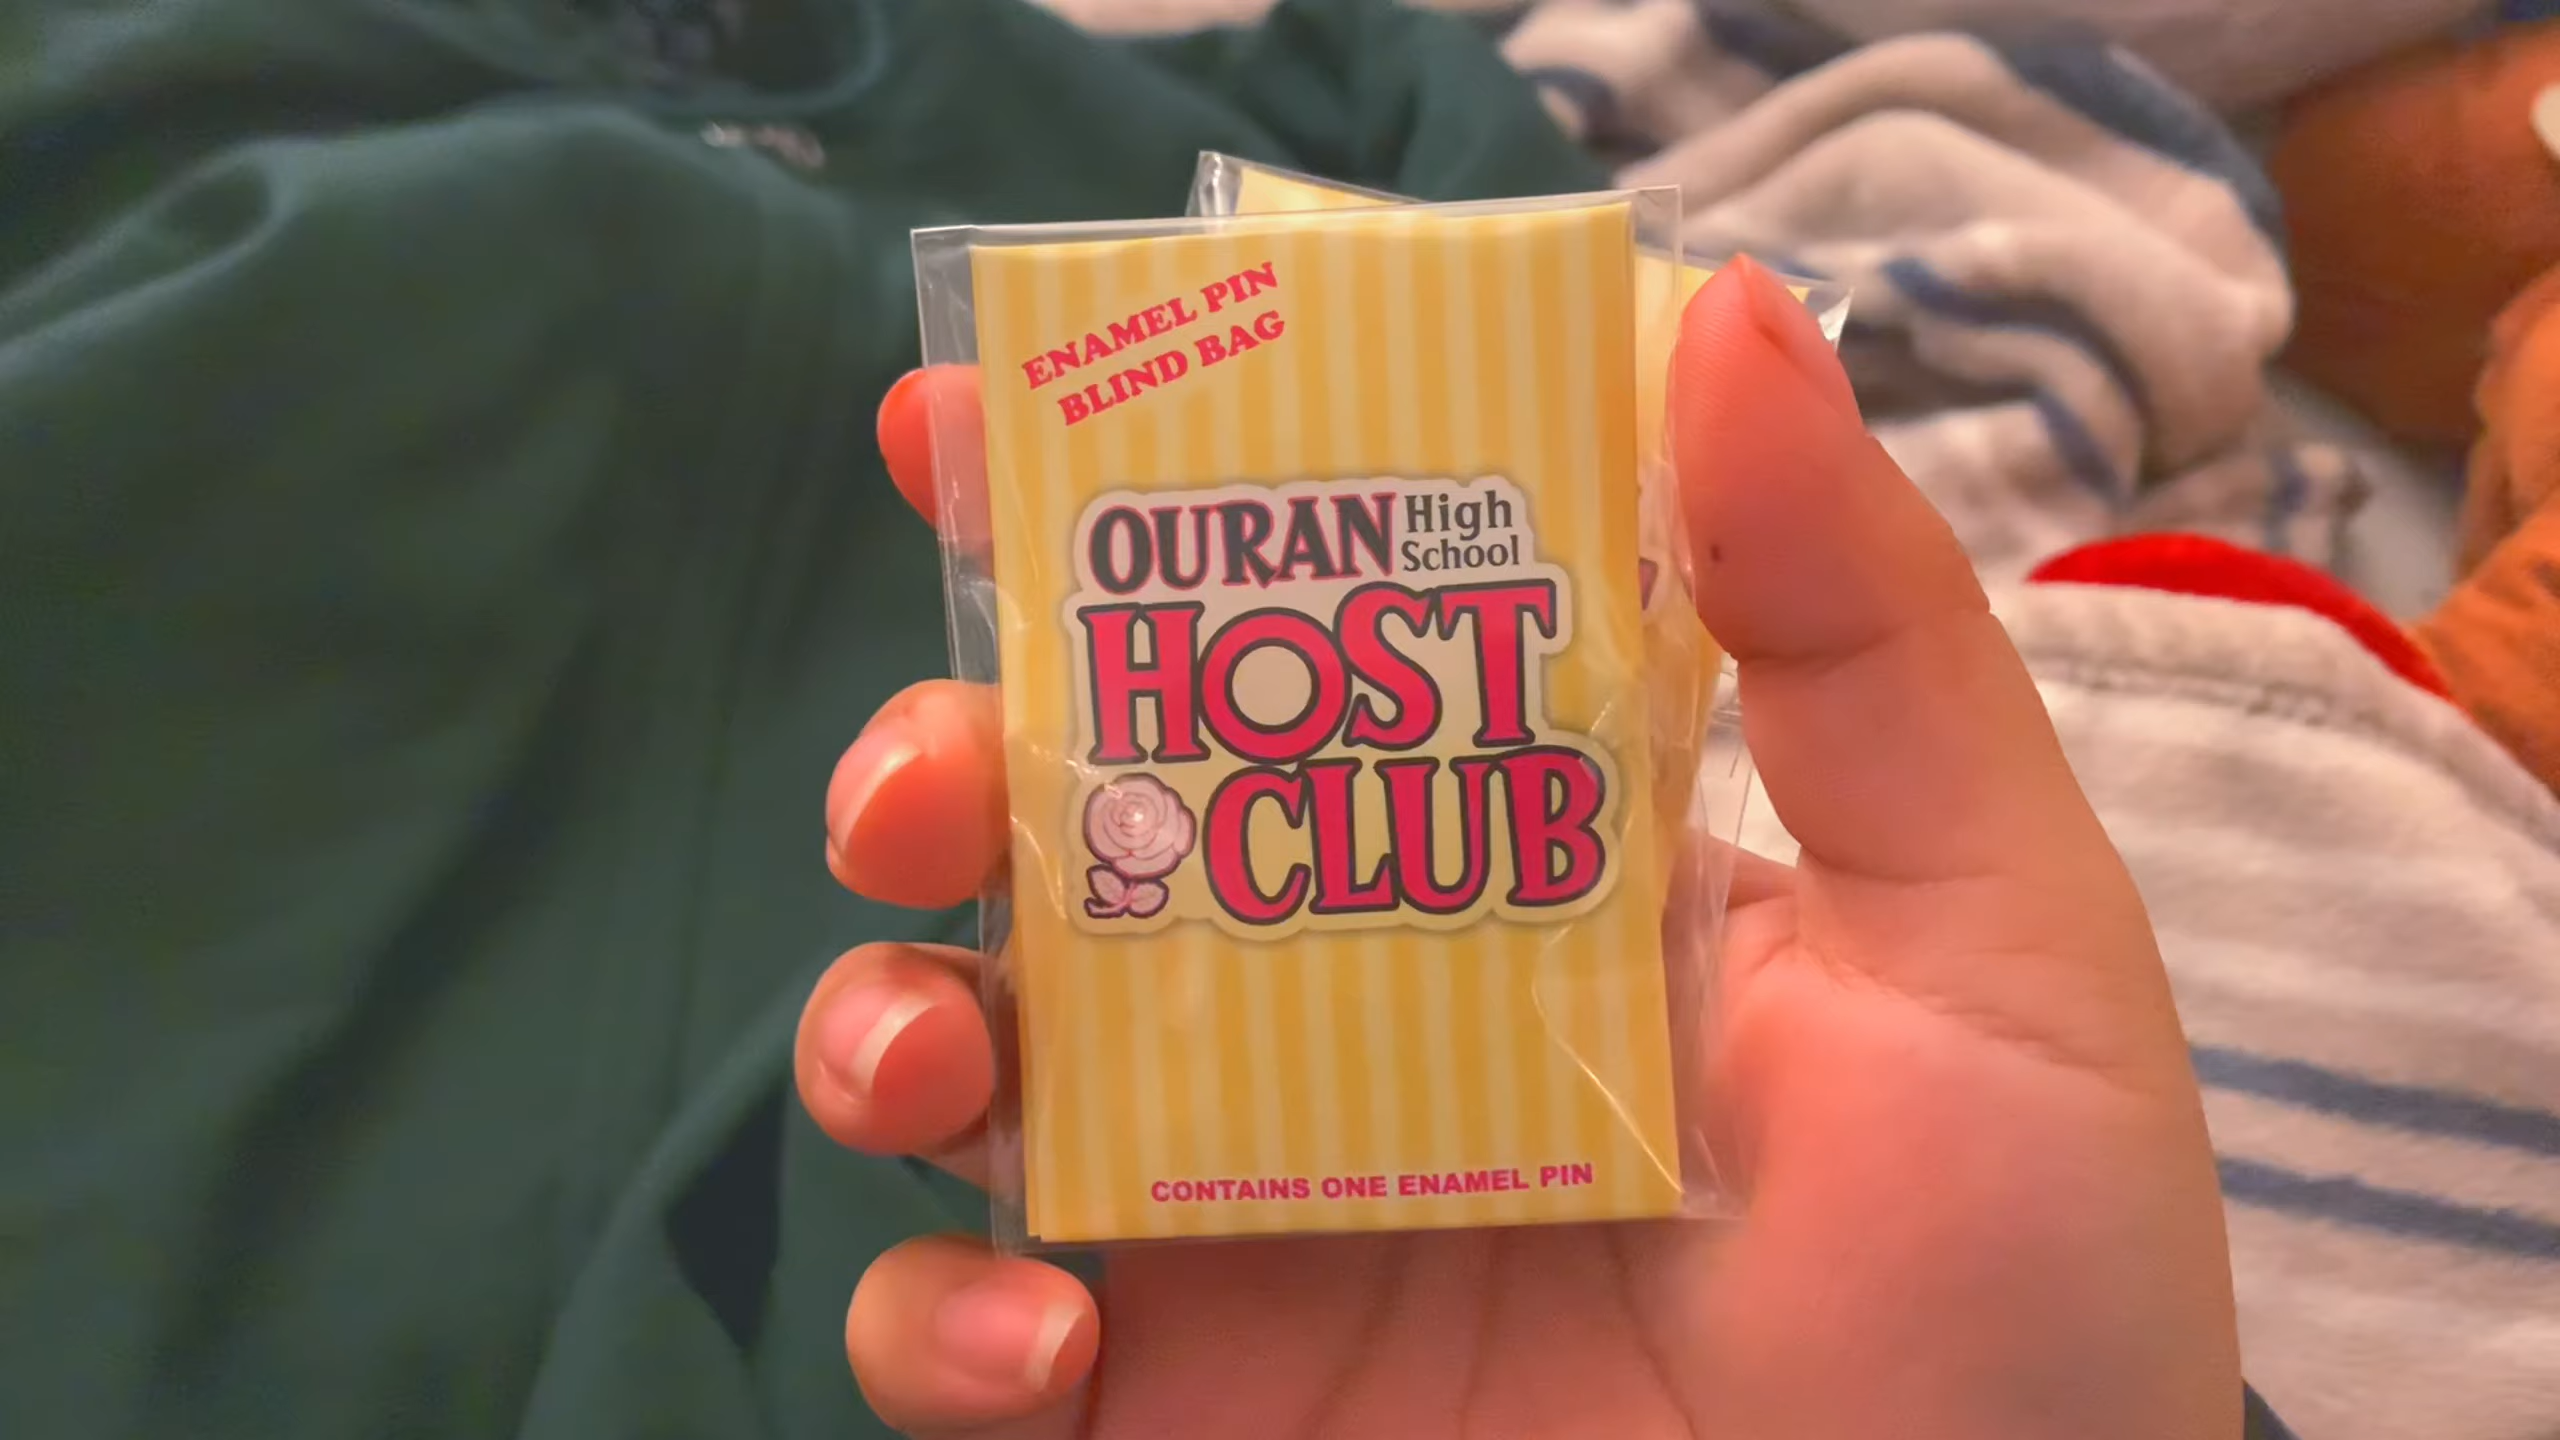 ENAMEL PIN
BLIND BAG
OURAN High
School
HOST
CLUB
CONTAINS ONE ENAMEL PIN